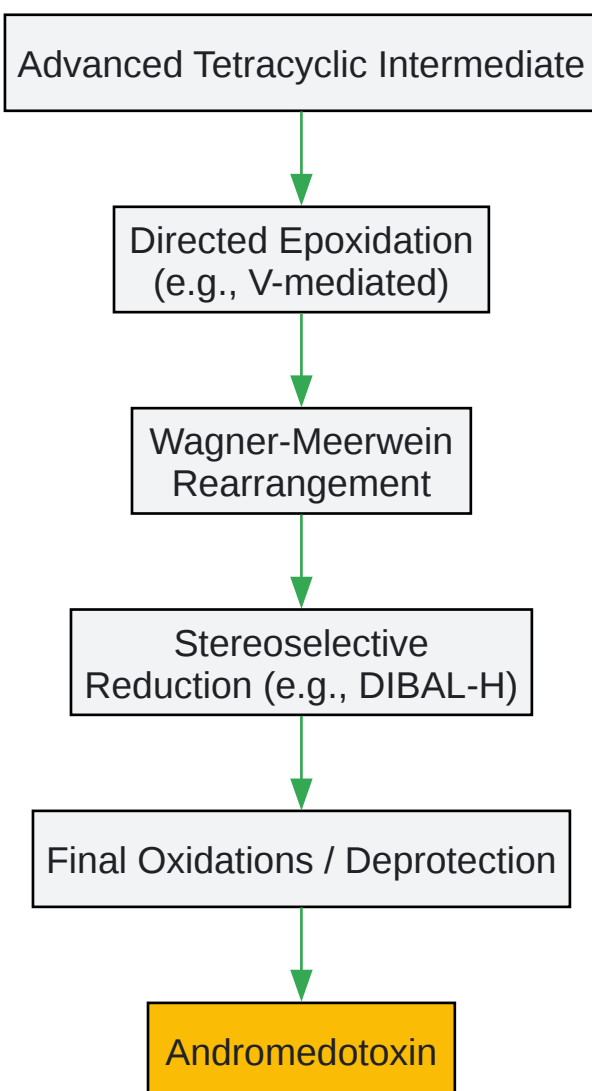 Advanced Tetracyclic Intermediate
Directed Epoxidation
(e.g., V-mediated)
Wagner-Meerwein
Rearrangement
Stereoselective
Reduction (e.g., DIBAL-H)
Final Oxidations / Deprotection
Andromedotoxin